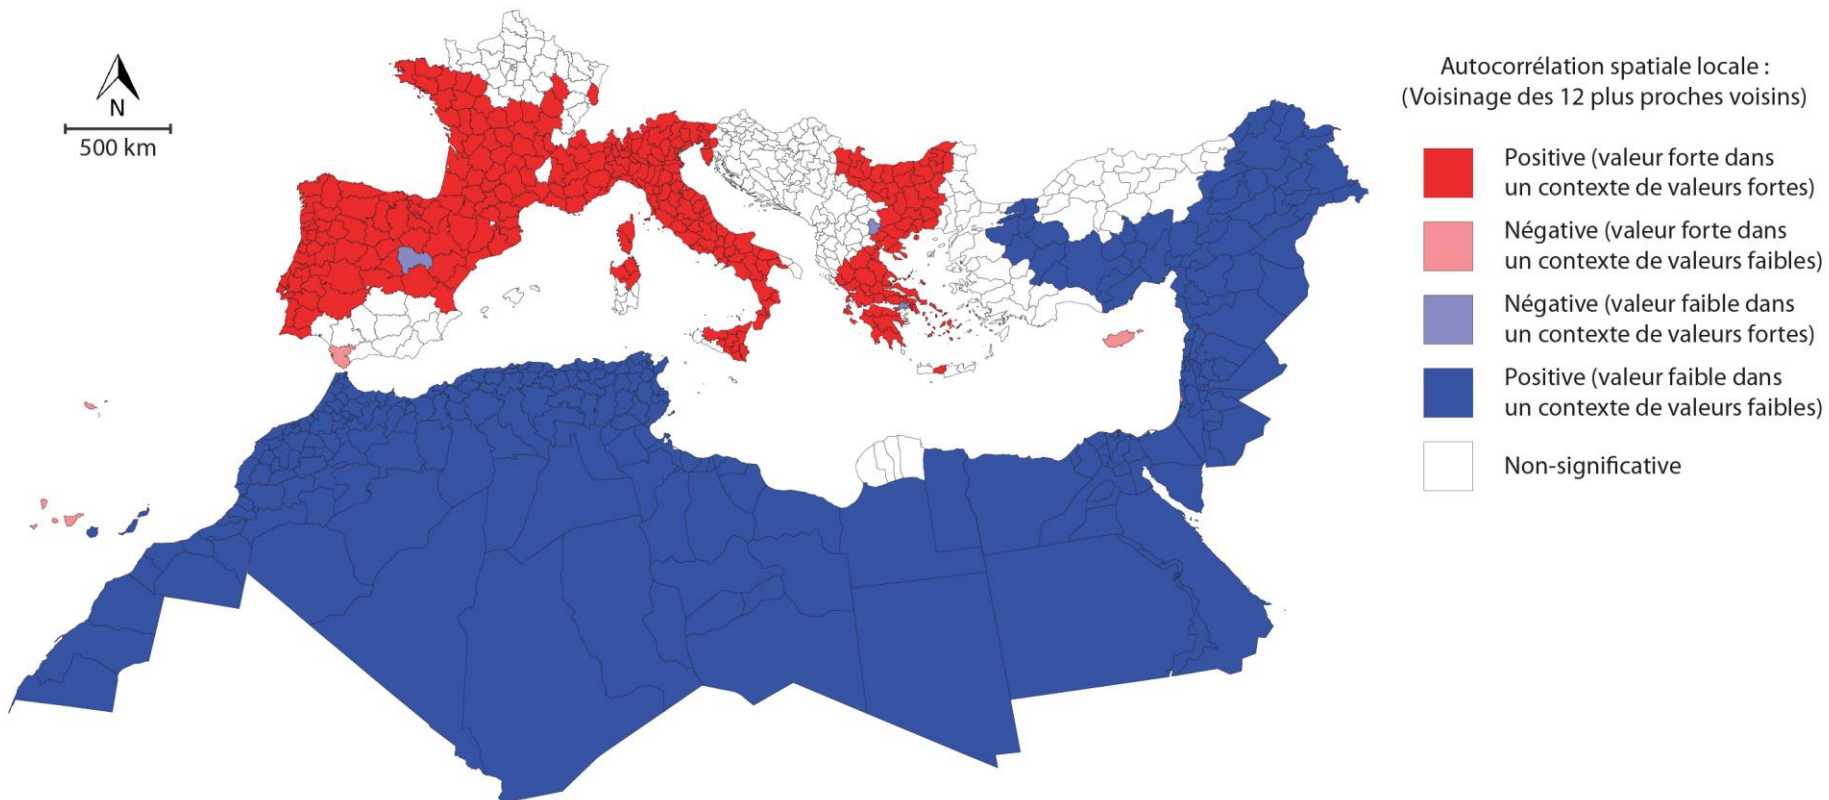 N
500 km
Autocorrélation spatiale locale :
(Voisinage des 12 plus proches voisins)
Positive (valeur forte dans
un contexte de valeurs fortes)
Négative (valeur forte dans
un contexte de valeurs faibles)
Négative (valeur faible dans
un contexte de valeurs fortes)
Positive (valeur faible dans
un contexte de valeurs faibles)
Non-significative